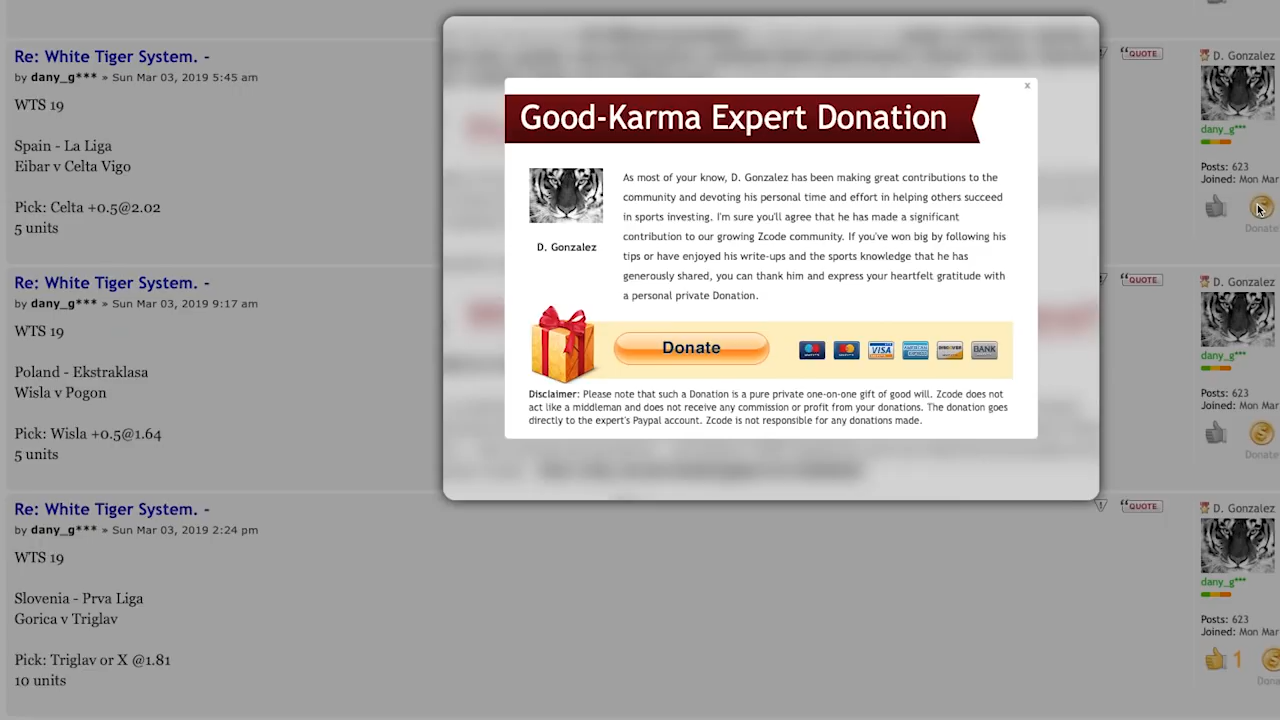 Re: White Tiger System. -
by dany_g*** » Sun Mar 03, 2019 5:45 am
WTS 19
Spain - La Liga
Eibar v Celta Vigo
Pick: Celta +0.5@2.02
5 units
Re: White Tiger System. -
by dany_g*** » Sun Mar 03, 2019 9:17 am
WTS 19
Poland - Ekstraklasa
Wisla v Pogon
Pick: Wisla +0.5@1.64
5 units
Re: White Tiger System. -
by dany_g*** » Sun Mar 03, 2019 2:24 pm
WTS 19
Slovenia - Prva Liga
Gorica v Triglav
Pick: Triglav or X @1.81
10 units
x
Good-Karma Expert Donation
D. Gonzalez
As most of your know, D. Gonzalez has been making great contributions to the
community and devoting his personal time and effort in helping others succeed
in sports investing. I'm sure you'll agree that he has made a significant
contribution to our growing Zcode community. If you've won big by following his
tips or have enjoyed his write-ups and the sports knowledge that he has
generously shared, you can thank him and express your heartfelt gratitude with
a personal private Donation.
Donate
VISA
BANK
Disclaimer: Please note that such a Donation is a pure private one-on-one gift of good will. Zcode does not
act like a middleman and does not receive any commission or profit from your donations. The donation goes
directly to the expert's Paypal account. Zcode is not responsible for any donations made.
QUOTE
D. Gonzalez
dany_g***
Posts: 623
Joined: Mon Mar
Donate
QUOTE
D. Gonzalez
dany_g***
Posts: 623
Joined: Mon Mar
Donate
QUOTE
D. Gonzalez
dany_g***
Posts: 623
Joined: Mon Mar
1
Dona